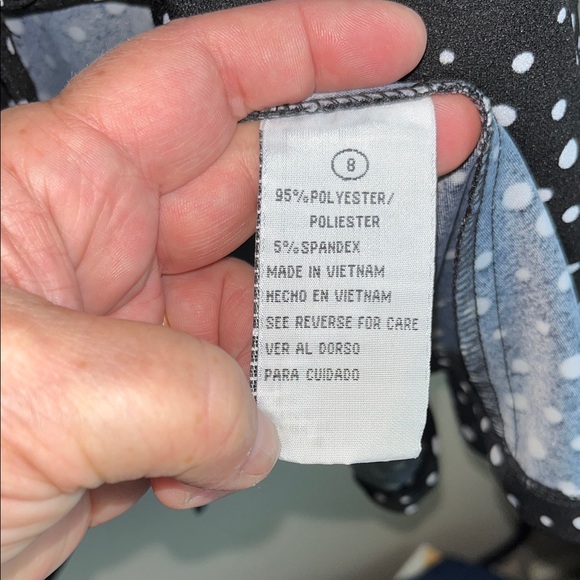 8
95%POLYESTER/
POLIESTER
5%SPANDEX
MADE IN VIETNAM
HECHO EN VIETNAM
SEE REVERSE FOR CARE
VER AL DORSO
PARA CUIDADO